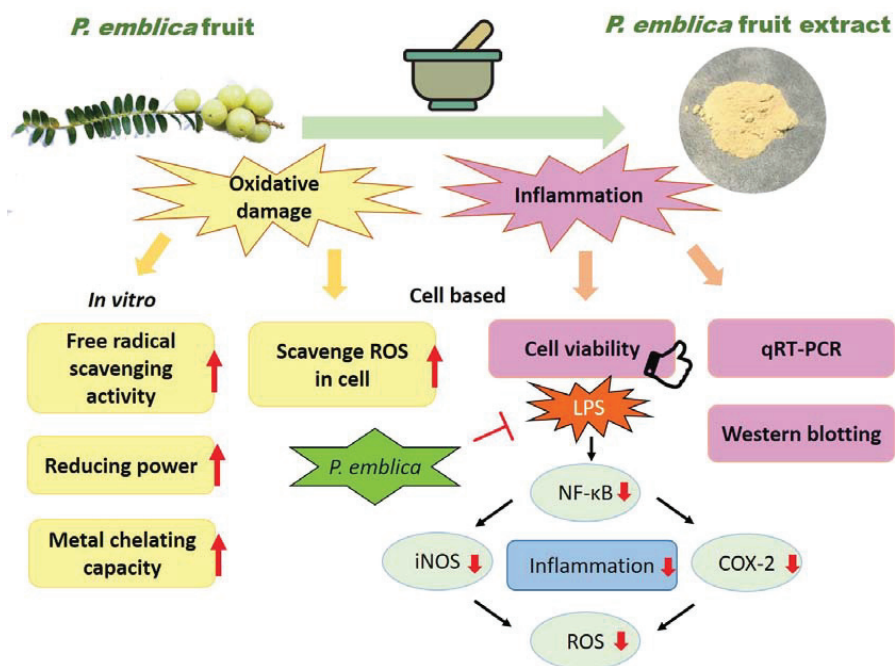 P. emblica fruit
P. emblica fruit extract
Oxidative
damage
Inflammation
In vitro
Cell based
Free radical
scavenging
activity
Scavenge ROS
in cell
Cell viability
qRT-PCR
LPS
Western blotting
Reducing power
P. emblica
NF-κB
Metal chelating
capacity
iNOS
Inflammation
COX-2
ROS